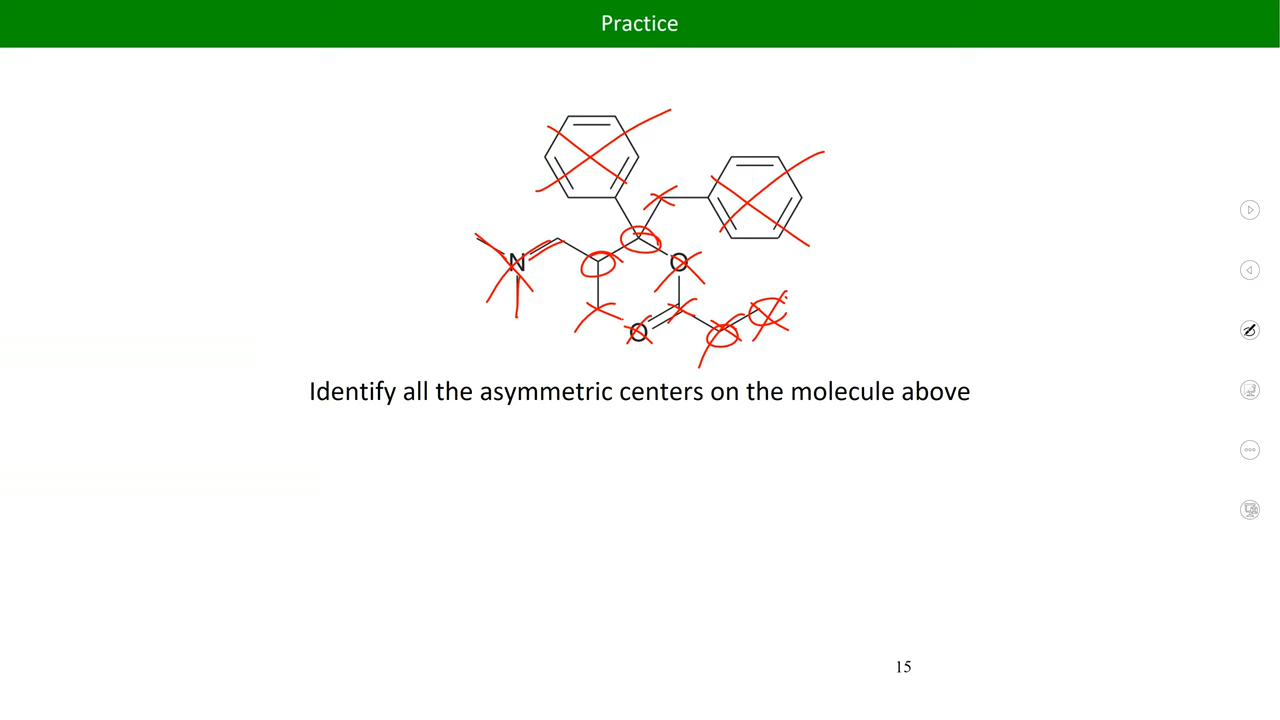 Practice
N
O
O
Identify all the asymmetric centers on the molecule above
15